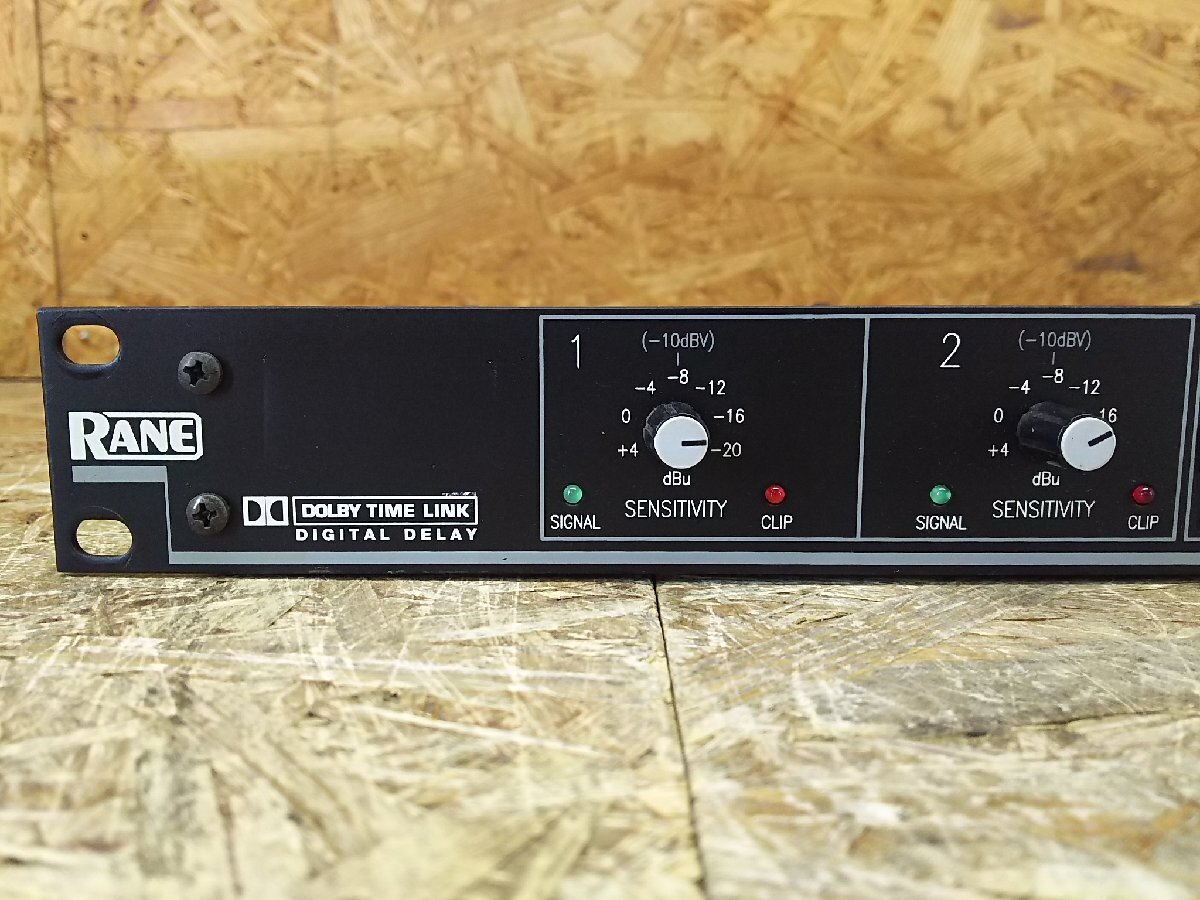 RANE
DOLBY TIME LINK
DIGITAL DELAY
1
(-10dBV)
-8
-4 -12
0 -16
+4 -20
dBu
SIGNAL SENSITIVITY CLIP
2
(-10dBV)
-8
-4 -12
0 16
+4
dBu
SIGNAL SENSITIVITY CLIP